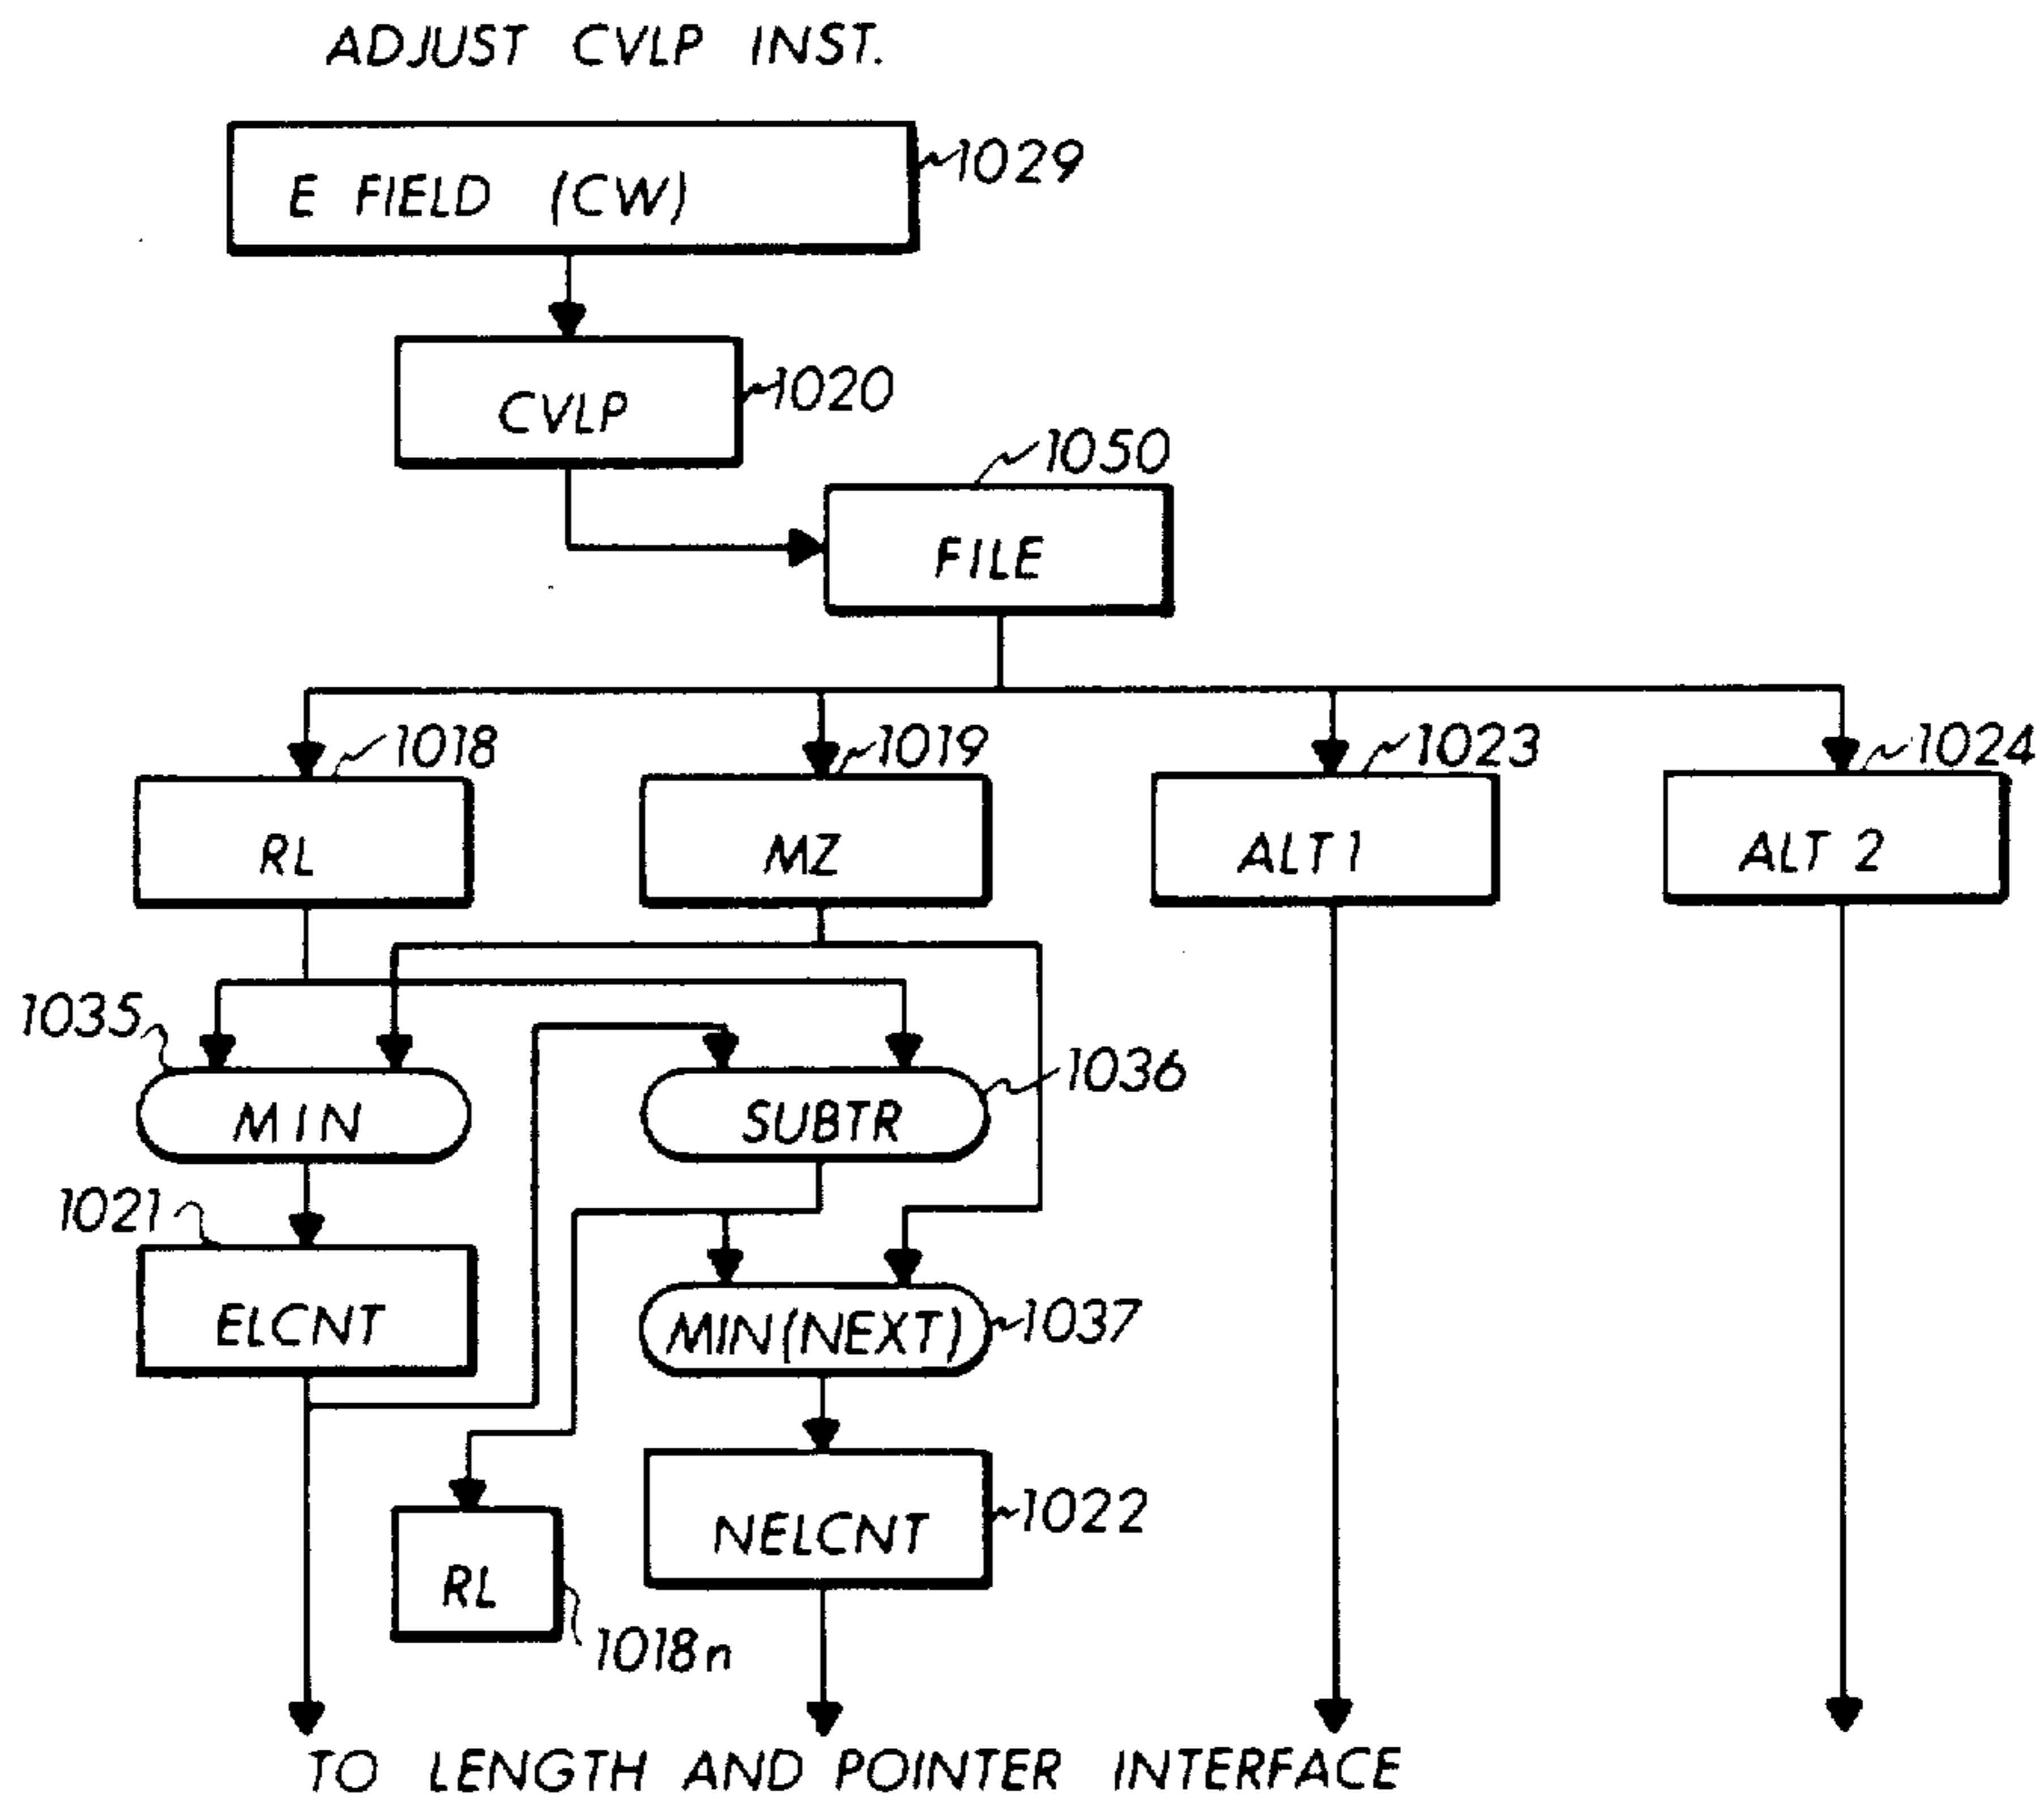 ADJUST CVLP INST.
E FIELD (CW)
1029
CVLP
1020
1050
FILE
1018
1019
1023
1024
RL
MZ
ALT 1
ALT 2
1035
MIN
SUBTR
1036
1021
ELCNT
MIN(NEXT)
1037
NELCNT
1022
RL
1018n
TO LENGTH AND POINTER INTERFACE